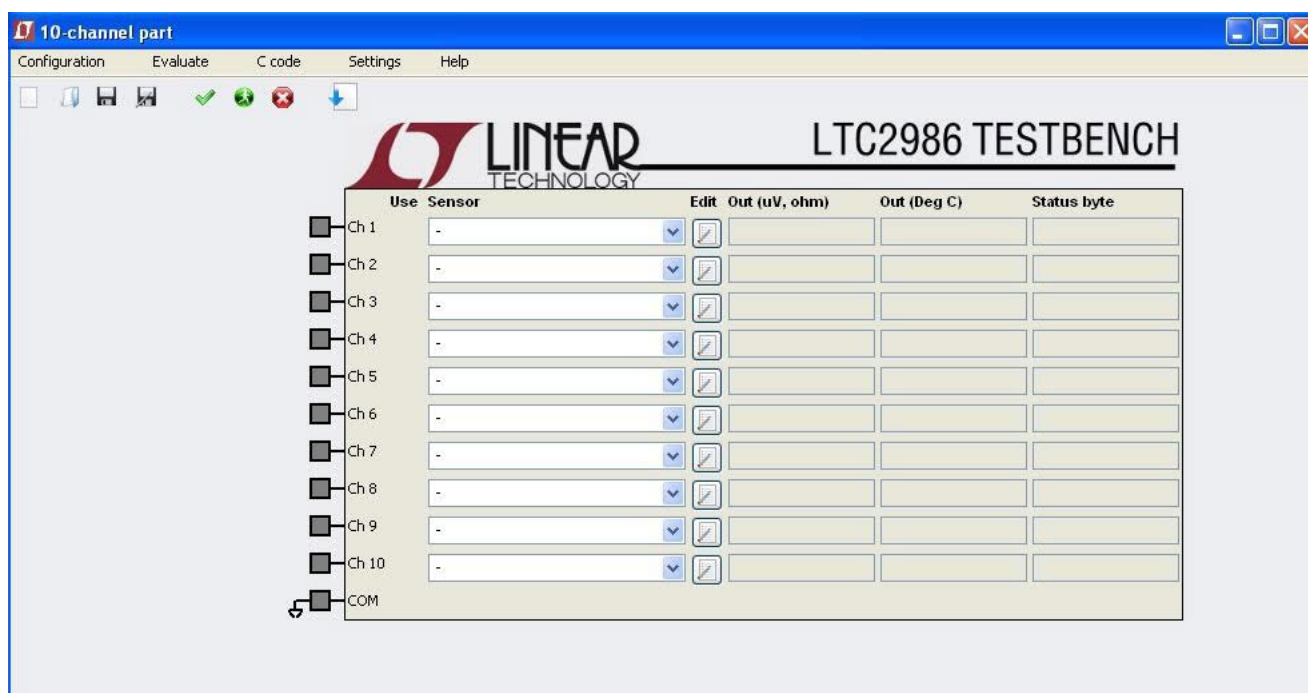 10-channel part
Configuration Evaluate C code Settings Help
LINEAR TECHNOLOGY
LTC2986 TESTBENCH
Use Sensor Edit Out (uV, ohm) Out (Deg C) Status byte
Ch 1 -
Ch 2 -
Ch 3 -
Ch 4 -
Ch 5 -
Ch 6 -
Ch 7 -
Ch 8 -
Ch 9 -
Ch 10 -
COM